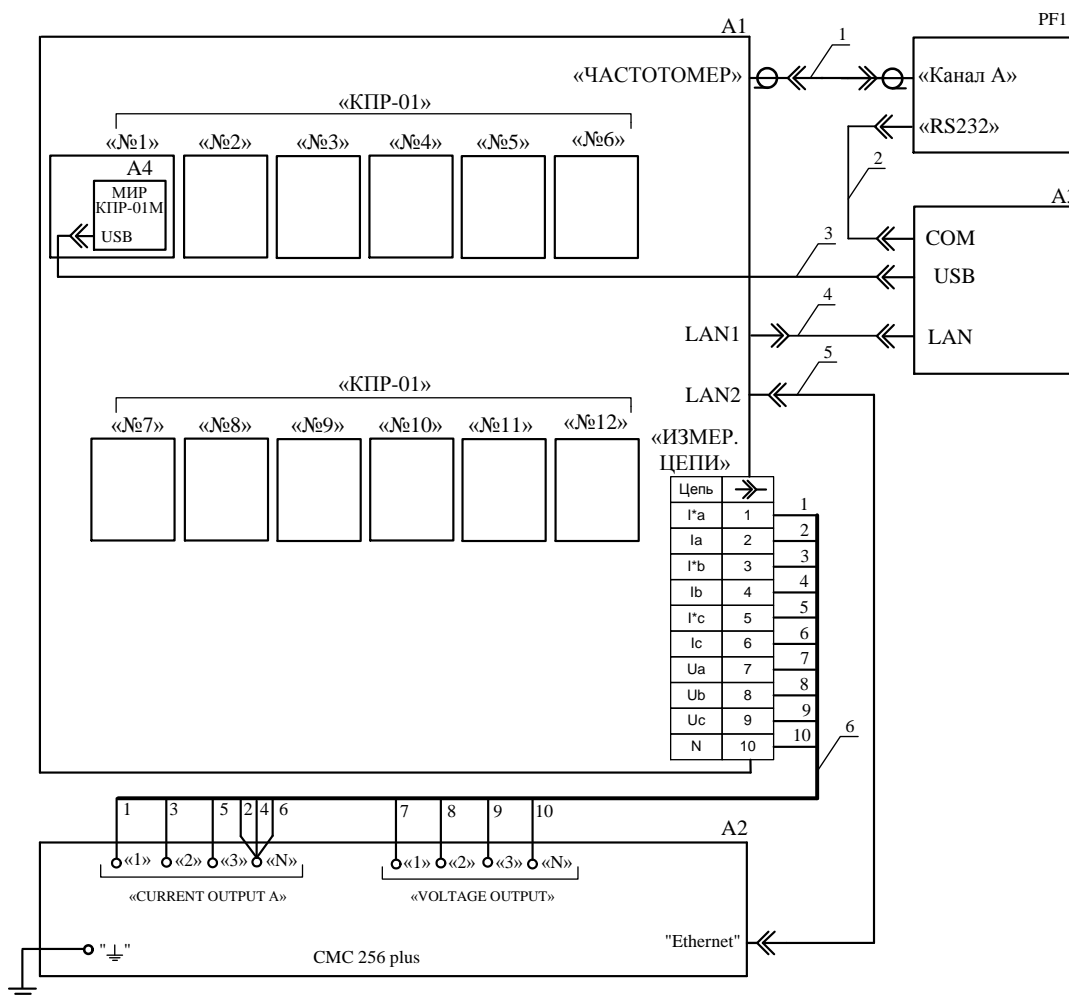 A1
PF1
1
«ЧАСТОТОМЕР»
«Канал А»
«КПР-01»
«RS232»
«№1» «№2» «№3» «№4» «№5» «№6»
2
A4
МИР
КПР-01М
USB
COM
3
USB
4
LAN1
LAN
5
«КПР-01»
LAN2
«№7» «№8» «№9» «№10» «№11» «№12»
«ИЗМЕР.
ЦЕПИ»
Цепь
I*a 1 1
Ia 2 2
I*b 3 3
Ib 4 4
I*c 5 5
Ic 6 6
Ua 7 7
Ub 8 8
Uc 9 9
N 10 10
6
1 3 5 2 4 6 7 8 9 10
A2
«1» «2» «3» «N» «1» «2» «3» «N»
«CURRENT OUTPUT A» «VOLTAGE OUTPUT»
"⏚"
CMC 256 plus
"Ethernet"